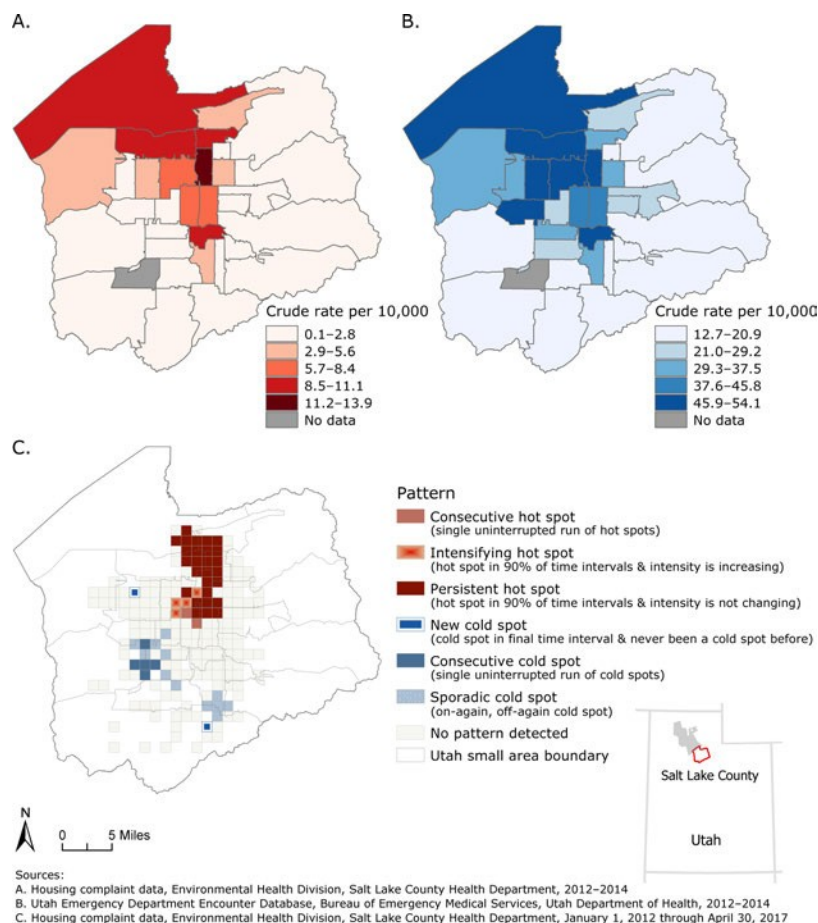 A.
B.
Crude rate per 10,000
0.1–2.8
2.9–5.6
5.7–8.4
8.5–11.1
11.2–13.9
No data
Crude rate per 10,000
12.7–20.9
21.0–29.2
29.3–37.5
37.6–45.8
45.9–54.1
No data
C.
Pattern
Consecutive hot spot
(single uninterrupted run of hot spots)
Intensifying hot spot
(hot spot in 90% of time intervals & intensity is increasing)
Persistent hot spot
(hot spot in 90% of time intervals & intensity is not changing)
New cold spot
(cold spot in final time interval & never been a cold spot before)
Consecutive cold spot
(single uninterrupted run of cold spots)
Sporadic cold spot
(on-again, off-again cold spot)
No pattern detected
Utah small area boundary
Salt Lake County
Utah
N
0 5 Miles
Sources:
A. Housing complaint data, Environmental Health Division, Salt Lake County Health Department, 2012–2014
B. Utah Emergency Department Encounter Database, Bureau of Emergency Medical Services, Utah Department of Health, 2012–2014
C. Housing complaint data, Environmental Health Division, Salt Lake County Health Department, January 1, 2012 through April 30, 2017